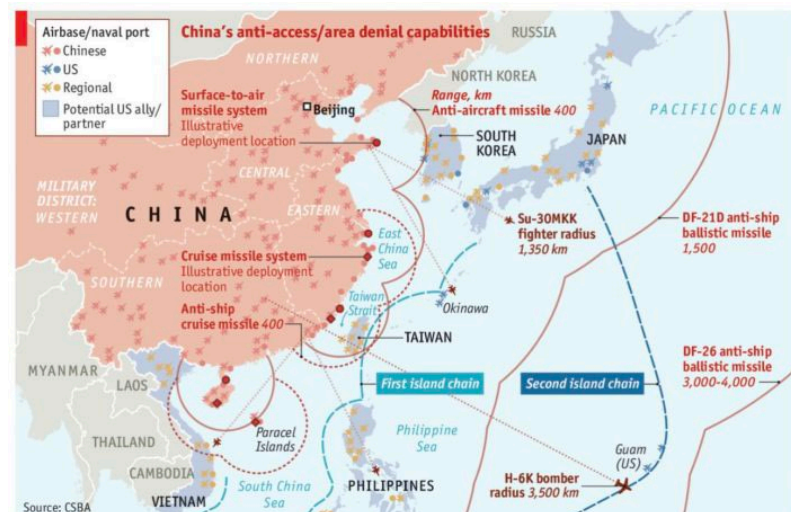 China's anti-access/area denial capabilities
Airbase/naval port
Chinese
US
Regional
Potential US ally/
partner
RUSSIA
NORTHERN
NORTH KOREA
Surface-to-air
missile system
Illustrative
deployment location
Beijing
Range, km
Anti-aircraft missile 400
PACIFIC OCEAN
SOUTH
KOREA
JAPAN
CENTRAL
MILITARY
DISTRICT:
WESTERN
EASTERN
CHINA
East
China
Sea
Su-30MKK
fighter radius
1,350 km
DF-21D anti-ship
ballistic missile
1,500
Cruise missile system
Illustrative deployment
location
SOUTHERN
Taiwan
Strait
Okinawa
Anti-ship
cruise missile 400
TAIWAN
MYANMAR
LAOS
First island chain
Second island chain
DF-26 anti-ship
ballistic missile
3,000-4,000
Paracel
Islands
Philippine
Sea
THAILAND
Guam
(US)
CAMBODIA
VIETNAM
South China
Sea
PHILIPPINES
H-6K bomber
radius 3,500 km
Source: CSBA